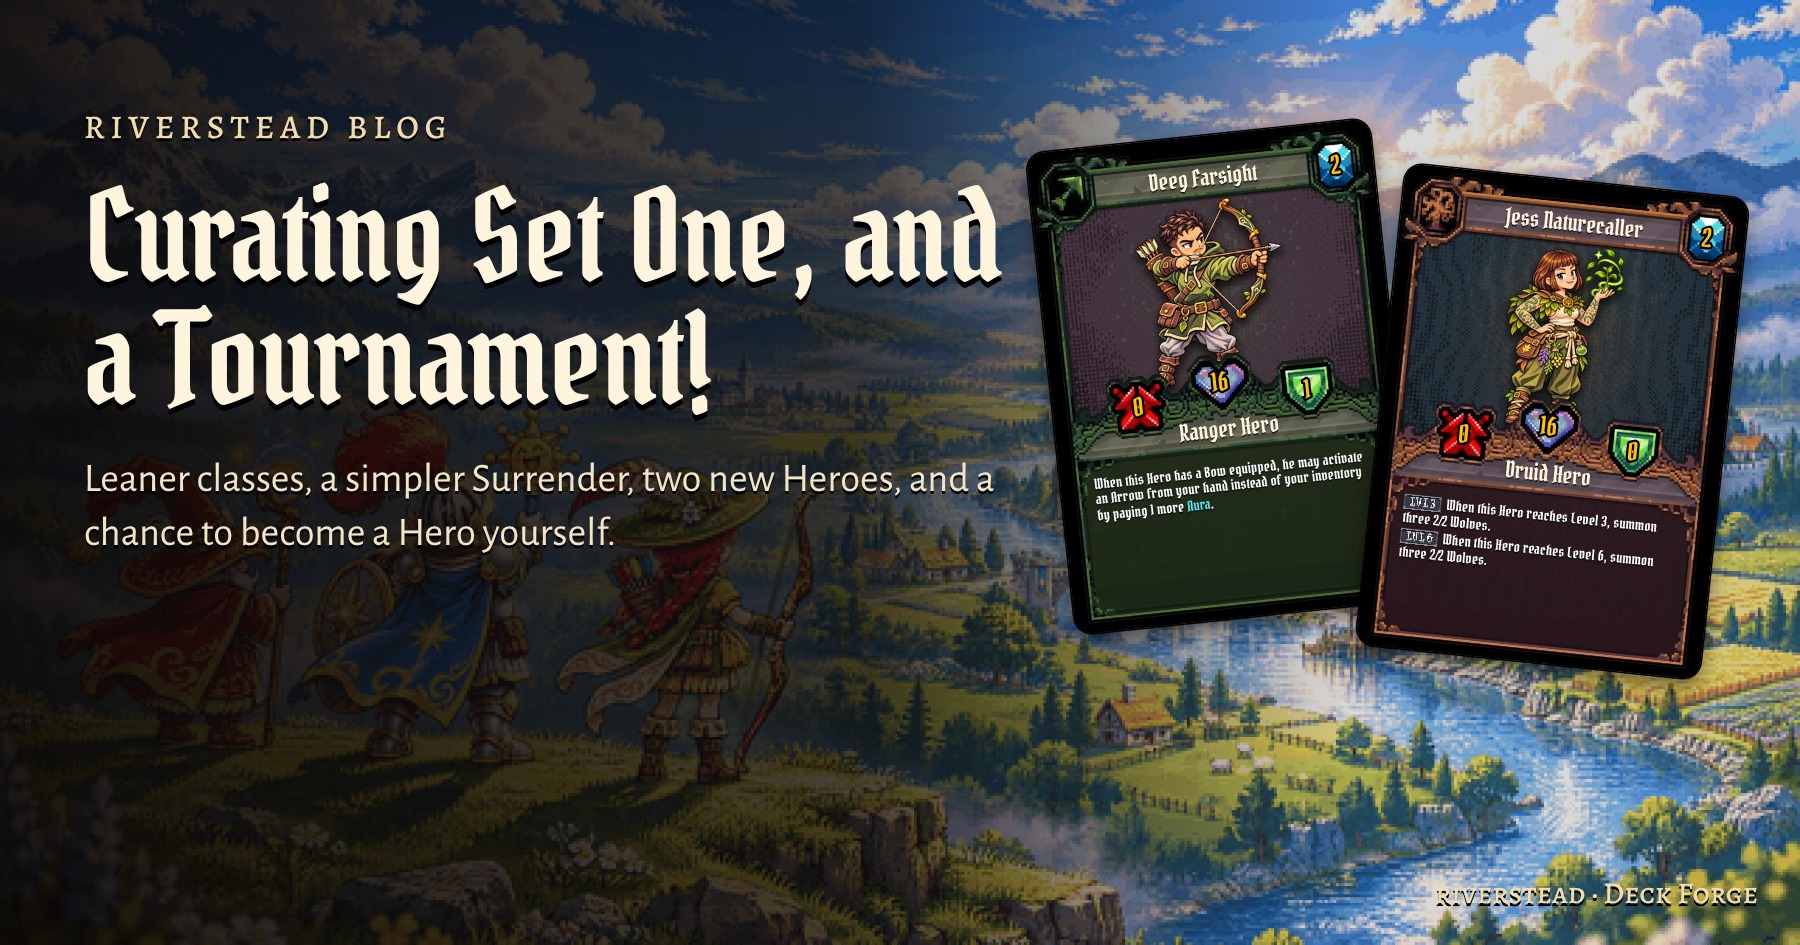 RIVERSTEAD BLOG
Curating Set One, and
a Tournament!
Leaner classes, a simpler Surrender, two new Heroes, and a
chance to become a Hero yourself.
Deeg Farsight
2
0
16
1
Ranger Hero
When this Hero has a Bow equipped, he may activate
an Arrow from your hand instead of your inventory
by paying 1 more Aura.
Jess Naturecaller
2
0
16
0
Druid Hero
LVL 3 When this Hero reaches Level 3, summon
three 2/2 Wolves.
LVL 6 When this Hero reaches Level 6, summon
three 2/2 Wolves.
RIVERSTEAD · DECK FORGE